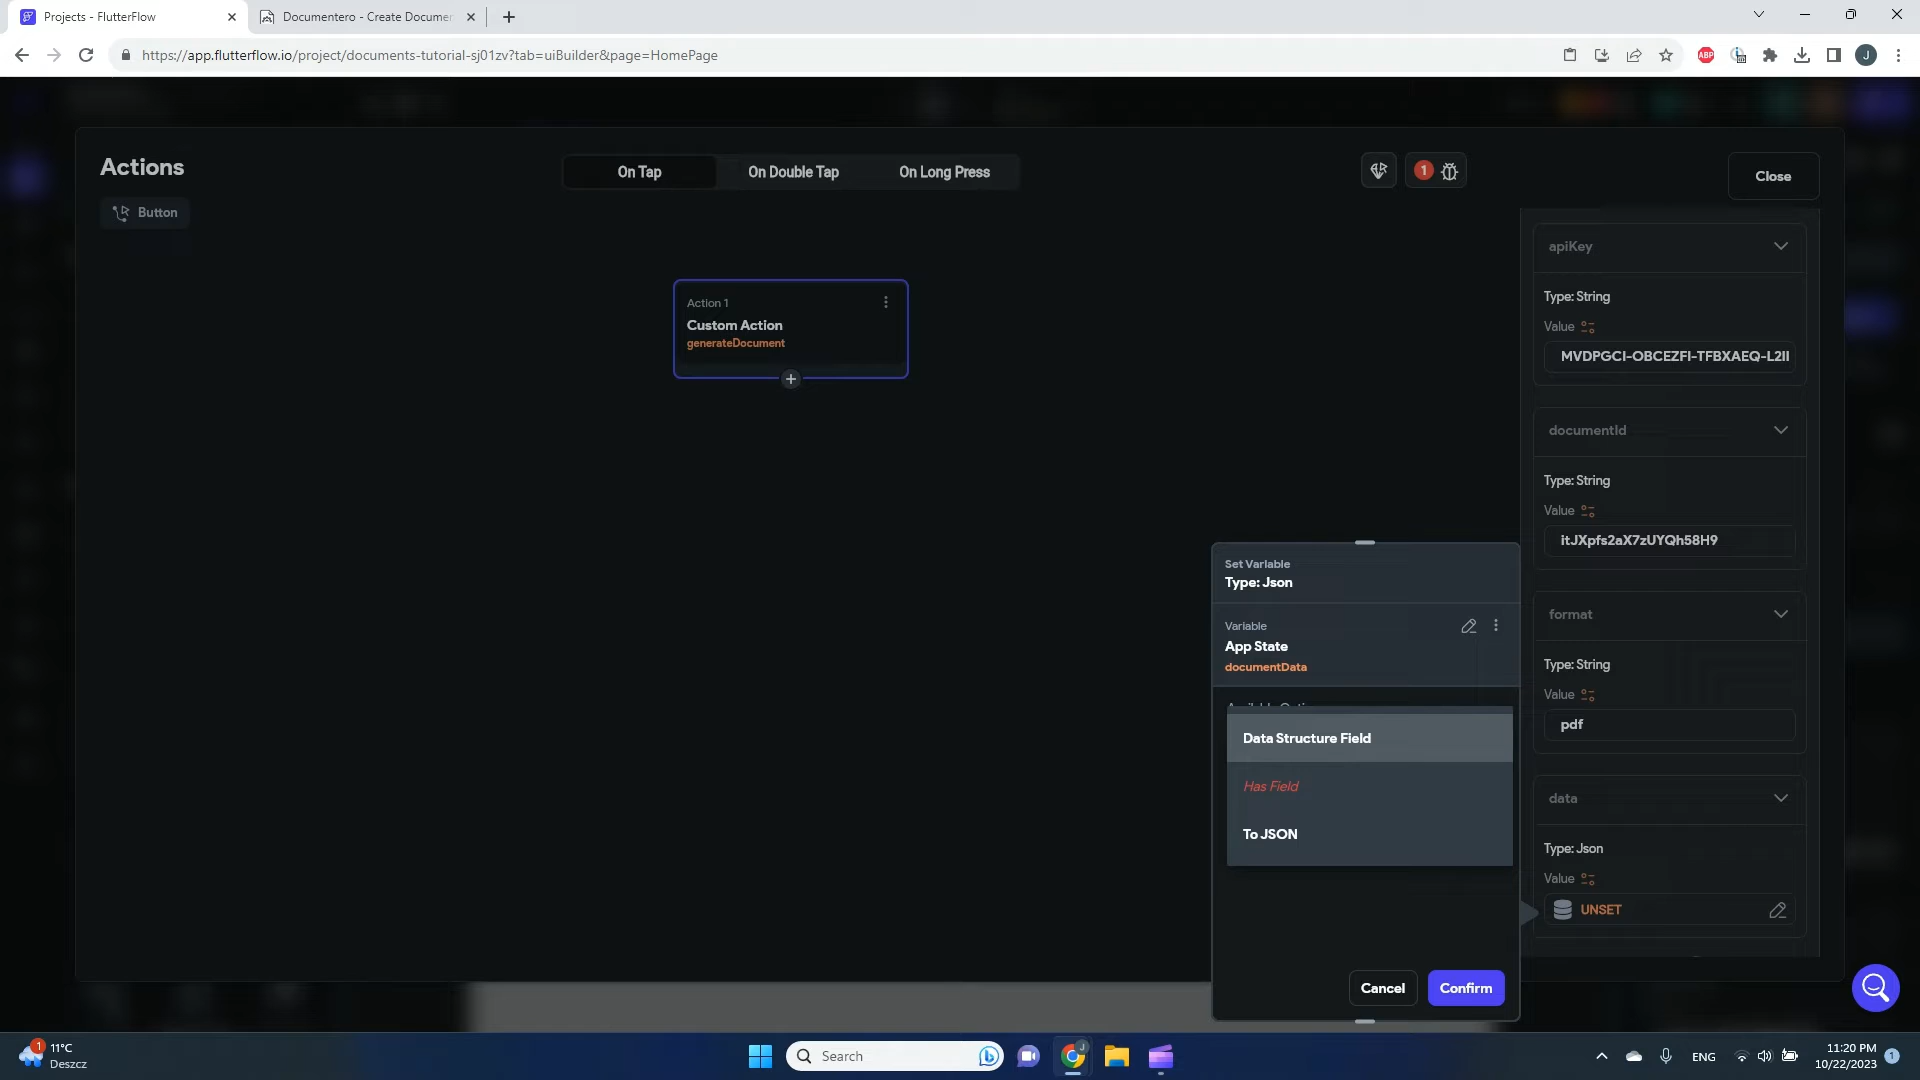 Projects - FlutterFlow
Documentero - Create Documen
https://app.flutterflow.io/project/documents-tutorial-sj01zv?tab=uiBuilder&page=HomePage
ABP
J
Actions
On Tap
On Double Tap
On Long Press
1
Close
Button
Action 1
Custom Action
generateDocument
apiKey
Type: String
Value
documentId
Type: String
Value
itJXpfs2aX7zUYQh58H9
format
Type: String
Value
pdf
data
Type: Json
Value
UNSET
Set Variable
Type: Json
Variable
App State
documentData
Data Structure Field
Has Field
To JSON
Cancel
Confirm
1
11°C
Deszcz
Search
J
ENG
11:20 PM
10/22/2023
1